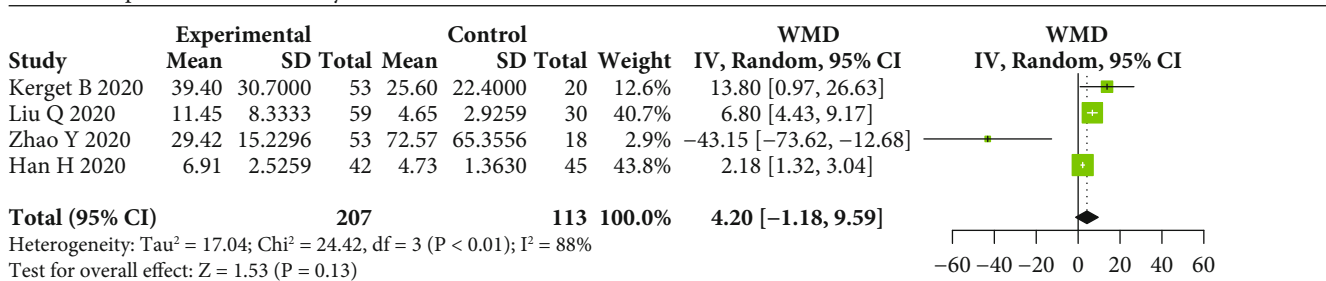 Experimental Control WMD WMD
Study Mean SD Total Mean SD Total Weight IV, Random, 95% CI IV, Random, 95% CI
Kerget B 2020 39.40 30.7000 53 25.60 22.4000 20 12.6% 13.80 [0.97, 26.63]
Liu Q 2020 11.45 8.3333 59 4.65 2.9259 30 40.7% 6.80 [4.43, 9.17]
Zhao Y 2020 29.42 15.2296 53 72.57 65.3556 18 2.9% −43.15 [−73.62, −12.68]
Han H 2020 6.91 2.5259 42 4.73 1.3630 45 43.8% 2.18 [1.32, 3.04]
Total (95% CI) 207 113 100.0% 4.20 [−1.18, 9.59]
Heterogeneity: Tau² = 17.04; Chi² = 24.42, df = 3 (P < 0.01); I² = 88%
Test for overall effect: Z = 1.53 (P = 0.13)
−60 −40 −20 0 20 40 60